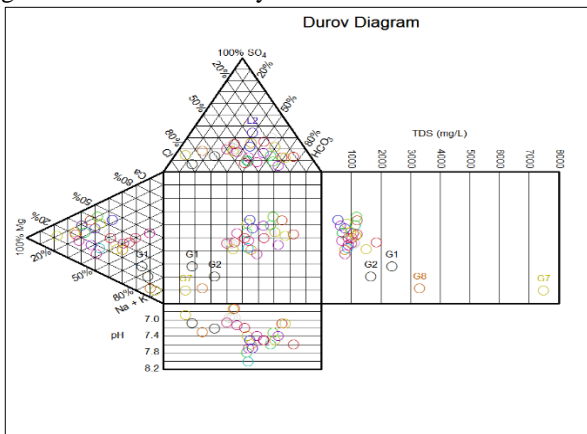 Durov Diagram
100% SO4
20%
20%
50%
50%
80%
80%
Cl
HCO3
L2
TDS (mg/L)
1000
2000
3000
4000
5000
6000
7000
8000
Ca
80%
50%
20%
100% Mg
20%
50%
80%
Na + K
G1
G1
G2
G7
G1
G2
G8
G7
7.0
7.4
pH
7.6
7.8
8.2